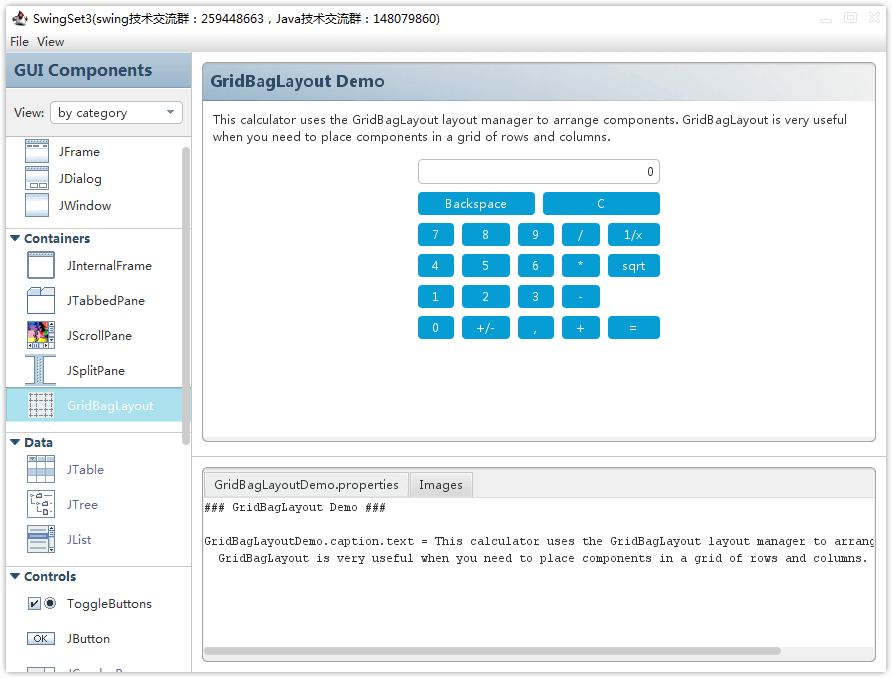 SwingSet3(swing技术交流群：259448663，Java技术交流群：148079860)
File View
GUI Components
View: by category
JFrame
JDialog
JWindow
Containers
JInternalFrame
JTabbedPane
JScrollPane
JSplitPane
GridBagLayout
Data
JTable
JTree
JList
Controls
ToggleButtons
OK JButton
GridBagLayout Demo
This calculator uses the GridBagLayout layout manager to arrange components. GridBagLayout is very useful
when you need to place components in a grid of rows and columns.
0
Backspace C
7 8 9 / 1/x
4 5 6 * sqrt
1 2 3 -
0 +/- , + =
GridBagLayoutDemo.properties Images
### GridBagLayout Demo ###
GridBagLayoutDemo.caption.text = This calculator uses the GridBagLayout layout manager to arrang
GridBagLayout is very useful when you need to place components in a grid of rows and columns.